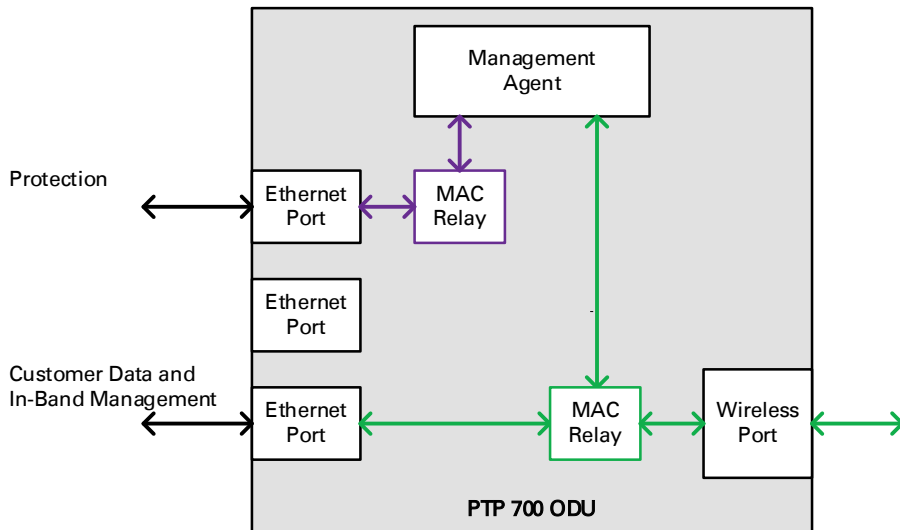 Management
Agent
Protection
Ethernet
Port
MAC
Relay
Ethernet
Port
Customer Data and
In-Band Management
Ethernet
Port
MAC
Relay
Wireless
Port
PTP 700 ODU